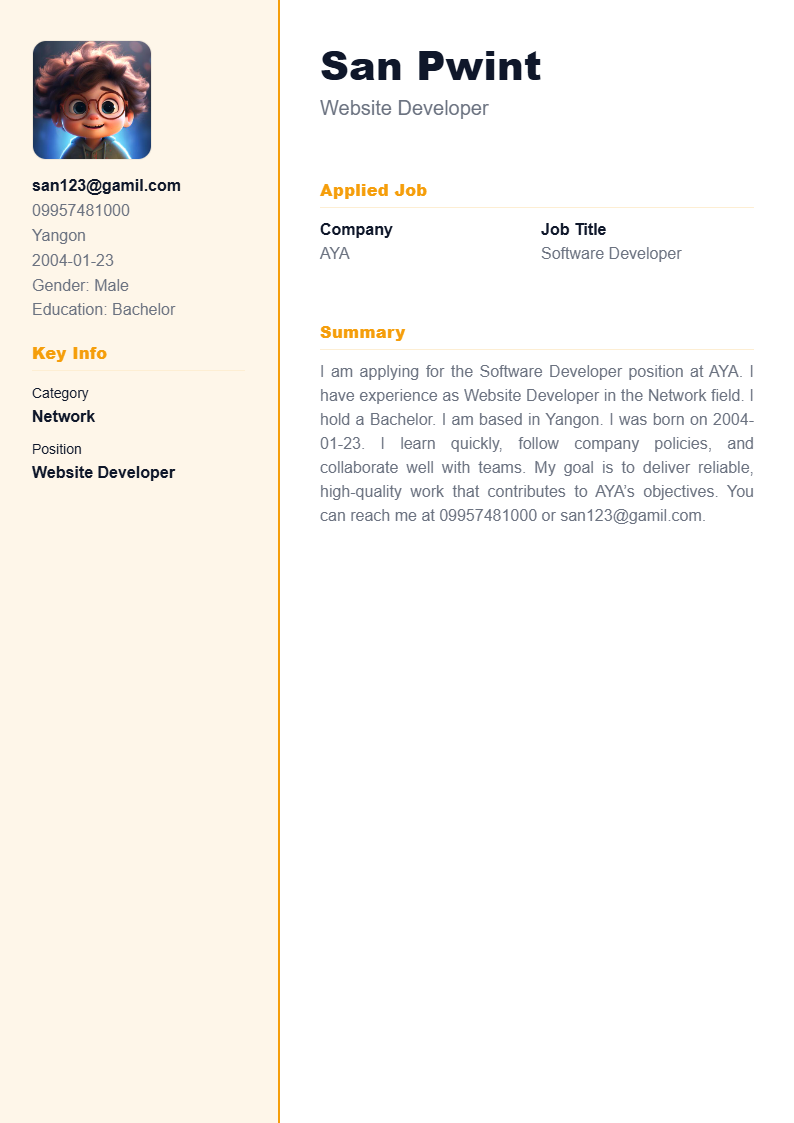 san123@gamil.com
09957481000
Yangon
2004-01-23
Gender: Male
Education: Bachelor
Key Info
Category
Network
Position
Website Developer
San Pwint
Website Developer
Applied Job
Company
AYA
Job Title
Software Developer
Summary
I am applying for the Software Developer position at AYA. I
have experience as Website Developer in the Network field. I
hold a Bachelor. I am based in Yangon. I was born on 2004-
01-23. I learn quickly, follow company policies, and
collaborate well with teams. My goal is to deliver reliable,
high-quality work that contributes to AYA’s objectives. You
can reach me at 09957481000 or san123@gamil.com.